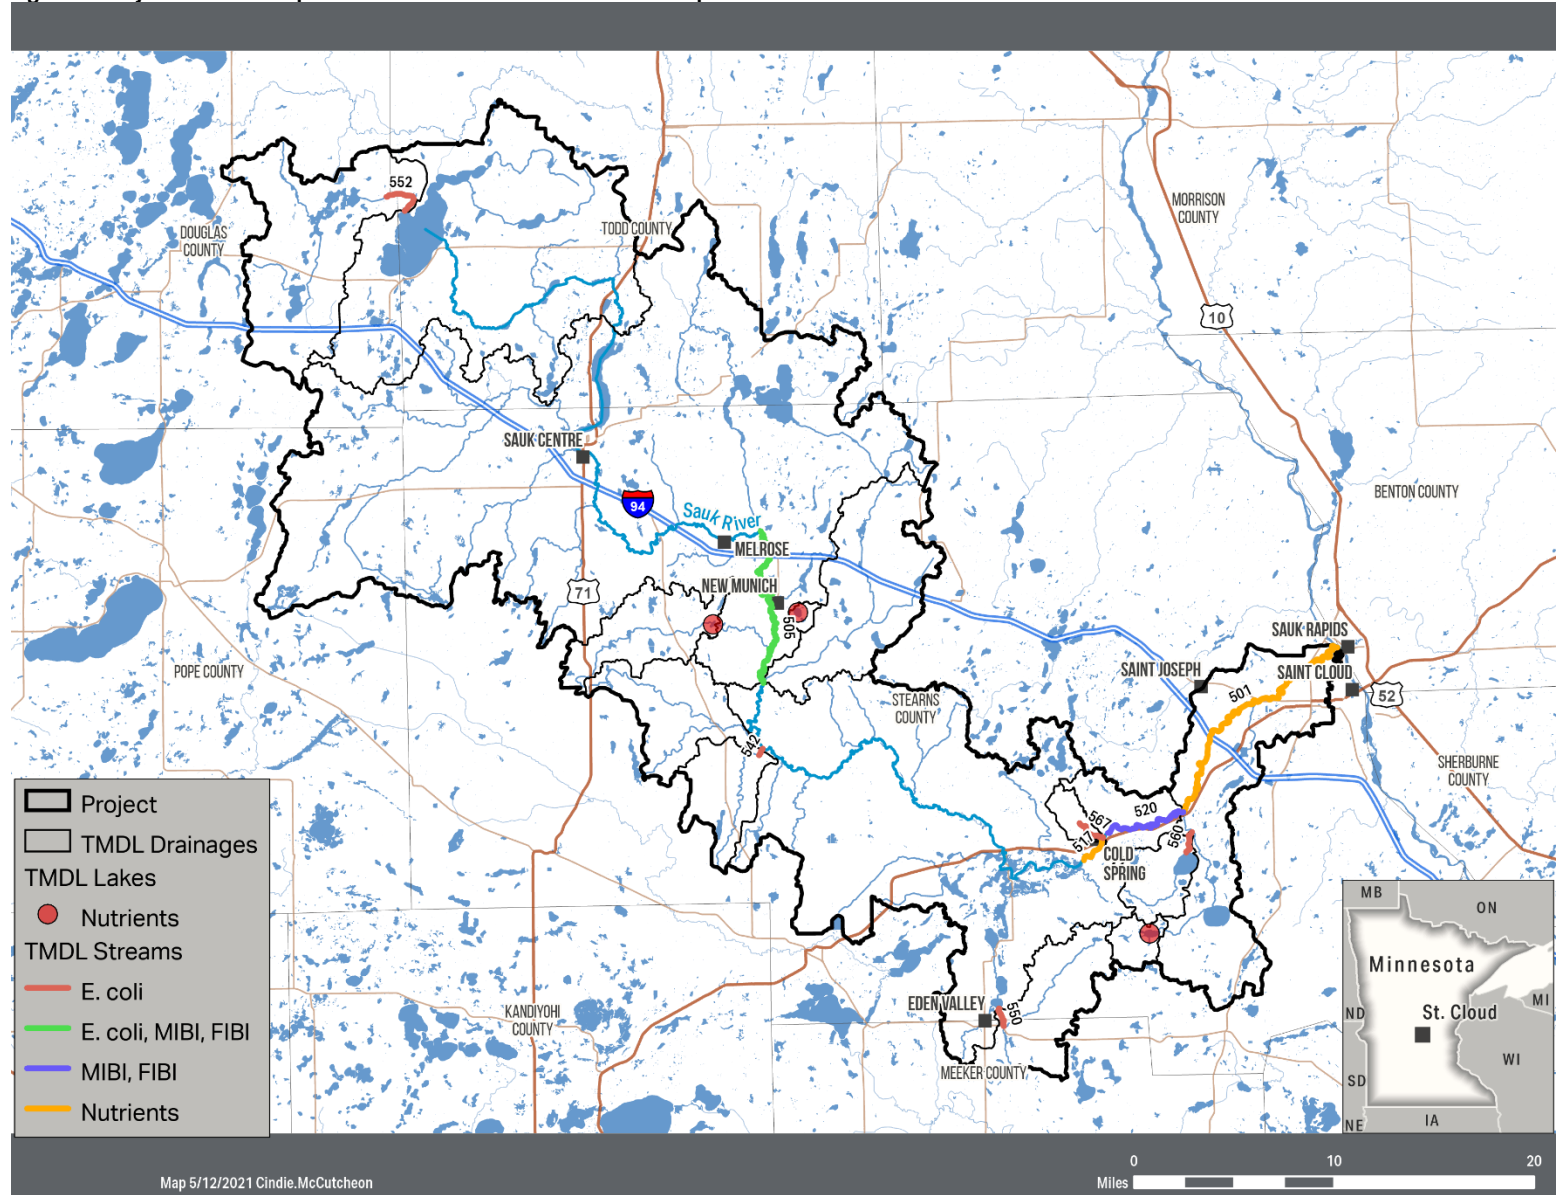 552
DOUGLAS
COUNTY
TODD COUNTY
MORRISON
COUNTY
10
SAUK CENTRE
94
Sauk River
MELROSE
BENTON COUNTY
NEW MUNICH
71
505
SAUK RAPIDS
POPE COUNTY
SAINT JOSEPH
SAINT CLOUD
501
52
STEARNS
COUNTY
542
SHERBURNE
COUNTY
520
567
517
560
COLD
SPRING
EDEN VALLEY
550
KANDIYOHI
COUNTY
MEEKER COUNTY
Project
TMDL Drainages
TMDL Lakes
Nutrients
TMDL Streams
E. coli
E. coli, MIBI, FIBI
MIBI, FIBI
Nutrients
MB
ON
Minnesota
ND
St. Cloud
MI
WI
SD
NE
IA
Map 5/12/2021 Cindie.McCutcheon
Miles
0
10
20